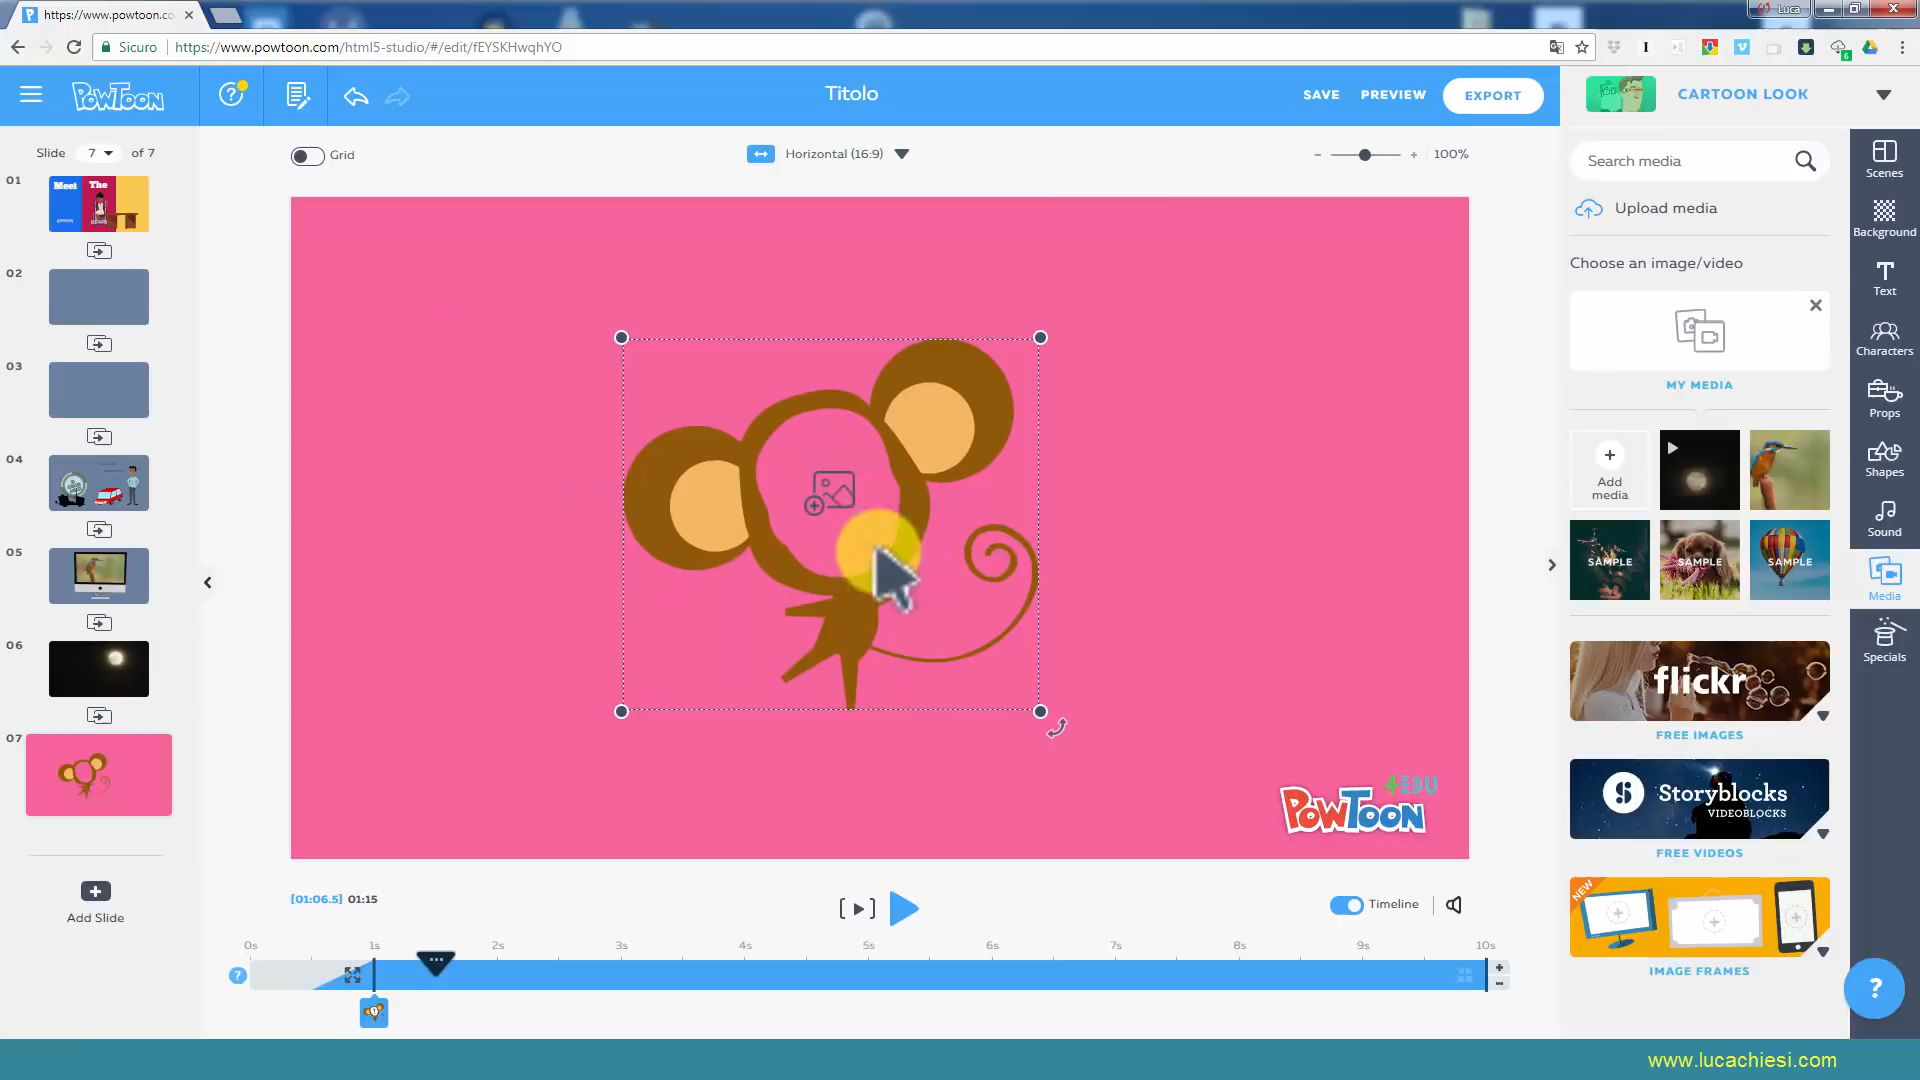 https://www.powtoon.co
Luca
Sicuro
https://www.powtoon.com/html5-studio/#/edit/fEYSKHwqhYO
6
PowToon
?
Titolo
SAVE
PREVIEW
EXPORT
CARTOON LOOK
Slide
7
of 7
Grid
Horizontal (16:9)
- +
100%
Search media
Upload media
Choose an image/video
MY MEDIA
Add
media
SAMPLE
SAMPLE
SAMPLE
flickr
FREE IMAGES
Storyblocks
VIDEOBLOCKS
FREE VIDEOS
NEW
IMAGE FRAMES
Scenes
Background
Text
Characters
Props
Shapes
Sound
Media
Specials
01
Meet The
02
03
04
05
06
07
Add Slide
4EDU
PowToon
[01:06.5] 01:15
Timeline
0s 1s 2s 3s 4s 5s 6s 7s 8s 9s 10s
?
?
www.lucachiesi.com